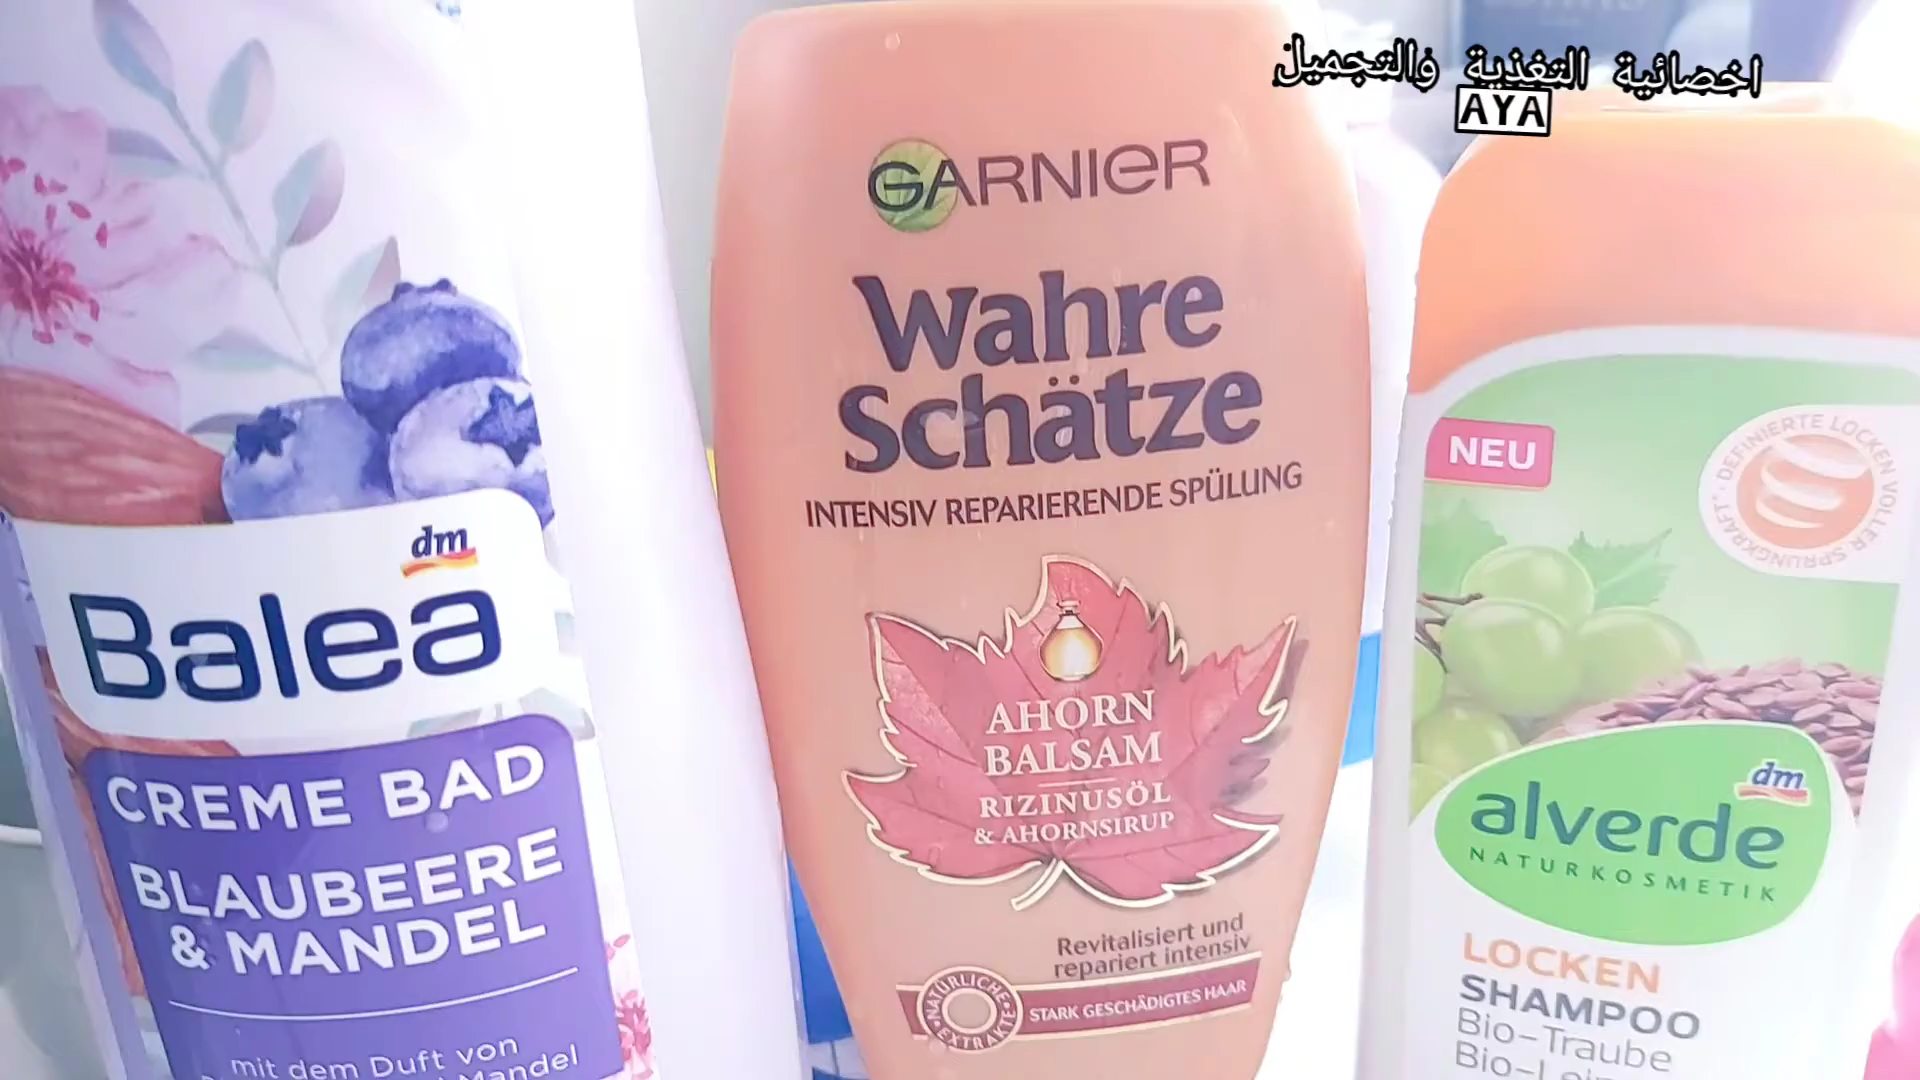 اخصائية التغذية والتجميل
AYA
dm
Balea
CREME BAD
BLAUBEERE
& MANDEL
mit dem Duft von
Mandel
GARNIER
Wahre
Schätze
INTENSIV REPARIERENDE SPÜLUNG
AHORN
BALSAM
RIZINUSÖL
& AHORNSIRUP
Revitalisiert und
repariert intensiv
NATÜRLICHE EXTRAKTE
STARK GESCHÄDIGTES HAAR
NEU
DEFINIERTE LOCKEN VOLLER SPRUNGKRAFT*
dm
alverde
NATURKOSMETIK
LOCKEN
SHAMPOO
Bio-Traube